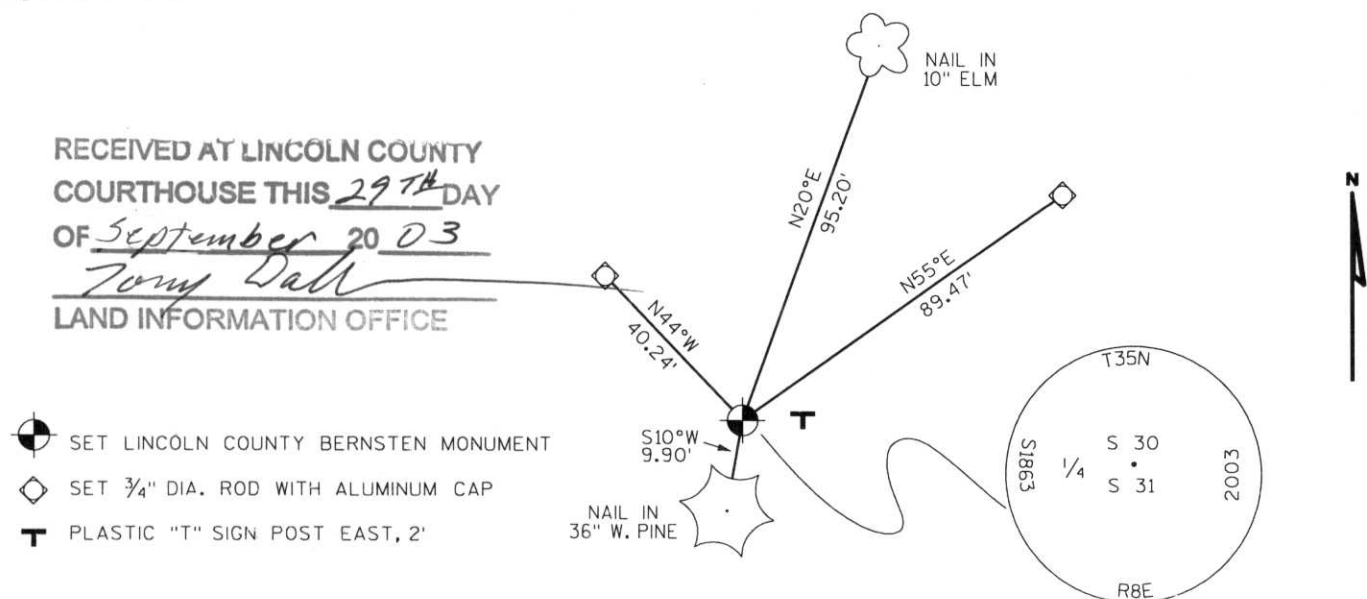 RECEIVED AT LINCOLN COUNTY
COURTHOUSE THIS 29TH DAY
OF September 20 03
Tony Dall
LAND INFORMATION OFFICE
NAIL IN
10" ELM
N20°E
95.20'
N55°E
89.47'
N44°W
40.24'
N
SET LINCOLN COUNTY BERNSTEN MONUMENT
SET ¾" DIA. ROD WITH ALUMINUM CAP
PLASTIC "T" SIGN POST EAST, 2'
S10°W
9.90'
NAIL IN
36" W. PINE
T35N
S1863
1/4
S 30
S 31
2003
R8E